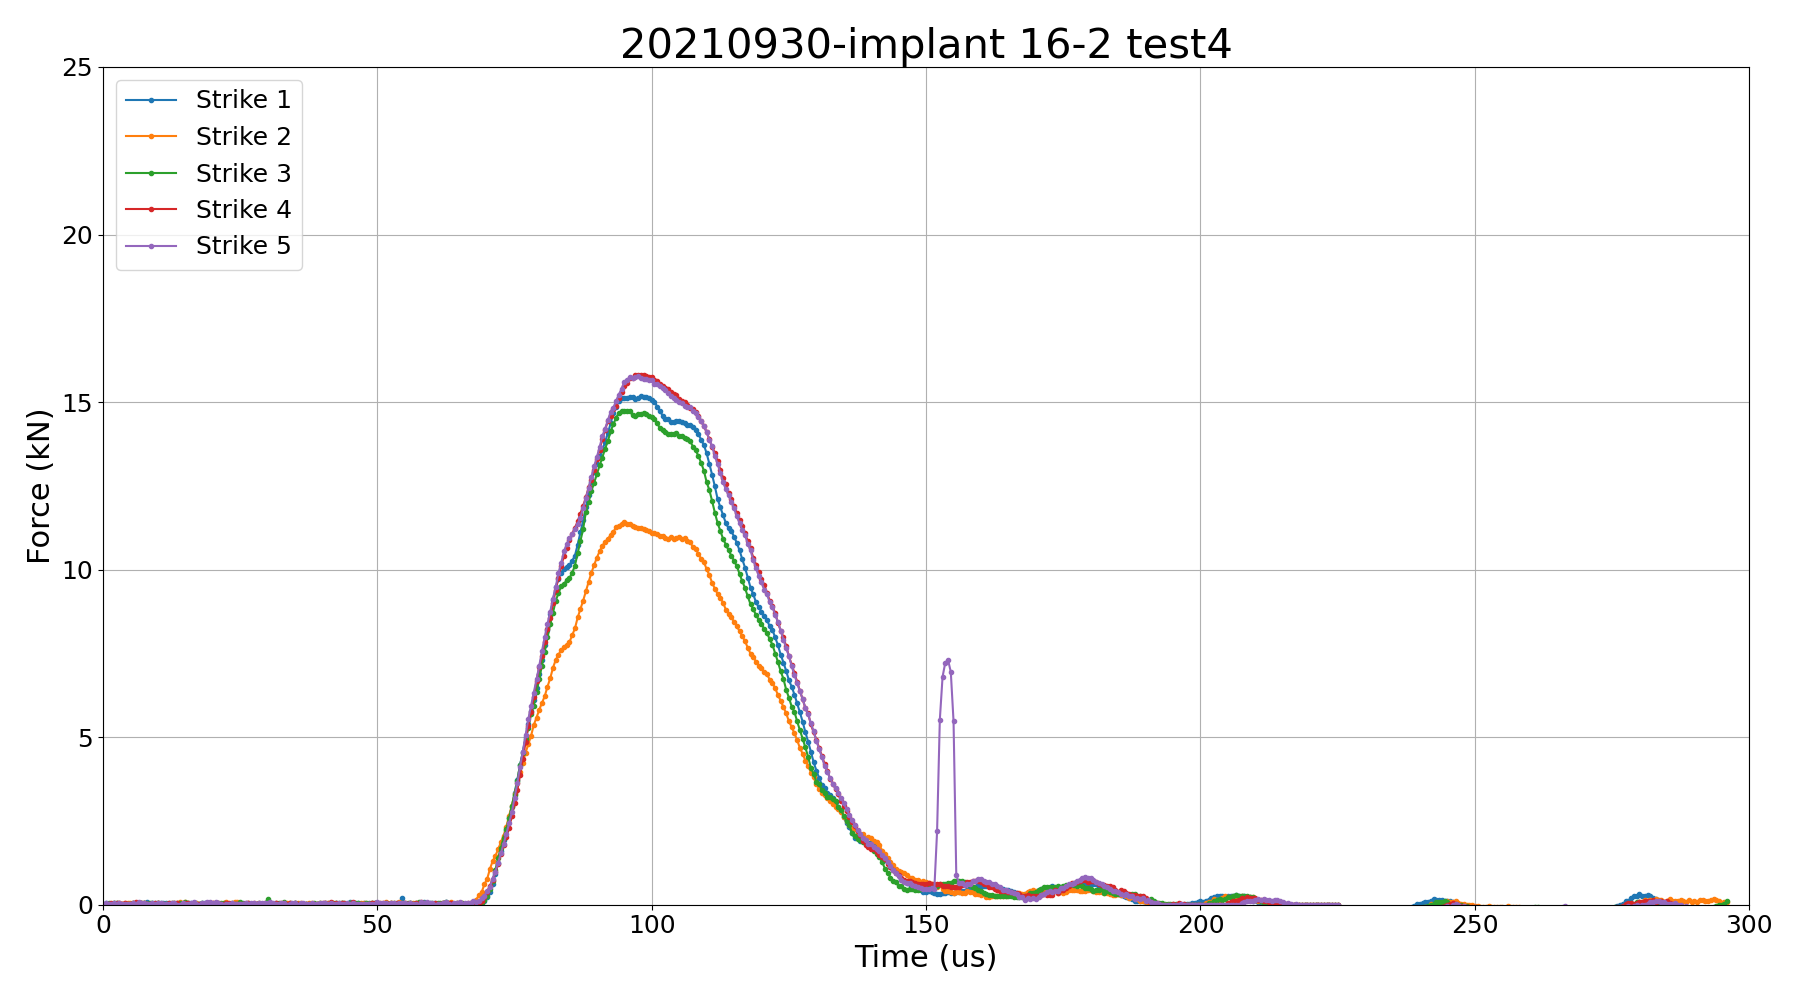 20210930-implant 16-2 test4
25
20
15
10
5
0
Force (kN)
Strike 1
Strike 2
Strike 3
Strike 4
Strike 5
0 50 100 150 200 250 300
Time (us)